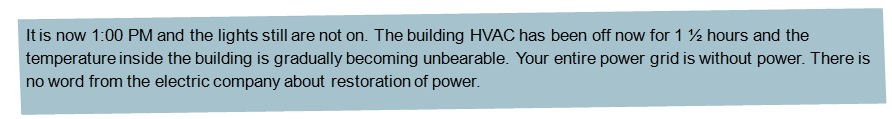 It is now 1:00 PM and the lights still are not on. The building HVAC has been off now for 1 ½ hours and the
temperature inside the building is gradually becoming unbearable. Your entire power grid is without power. There is
no word from the electric company about restoration of power.